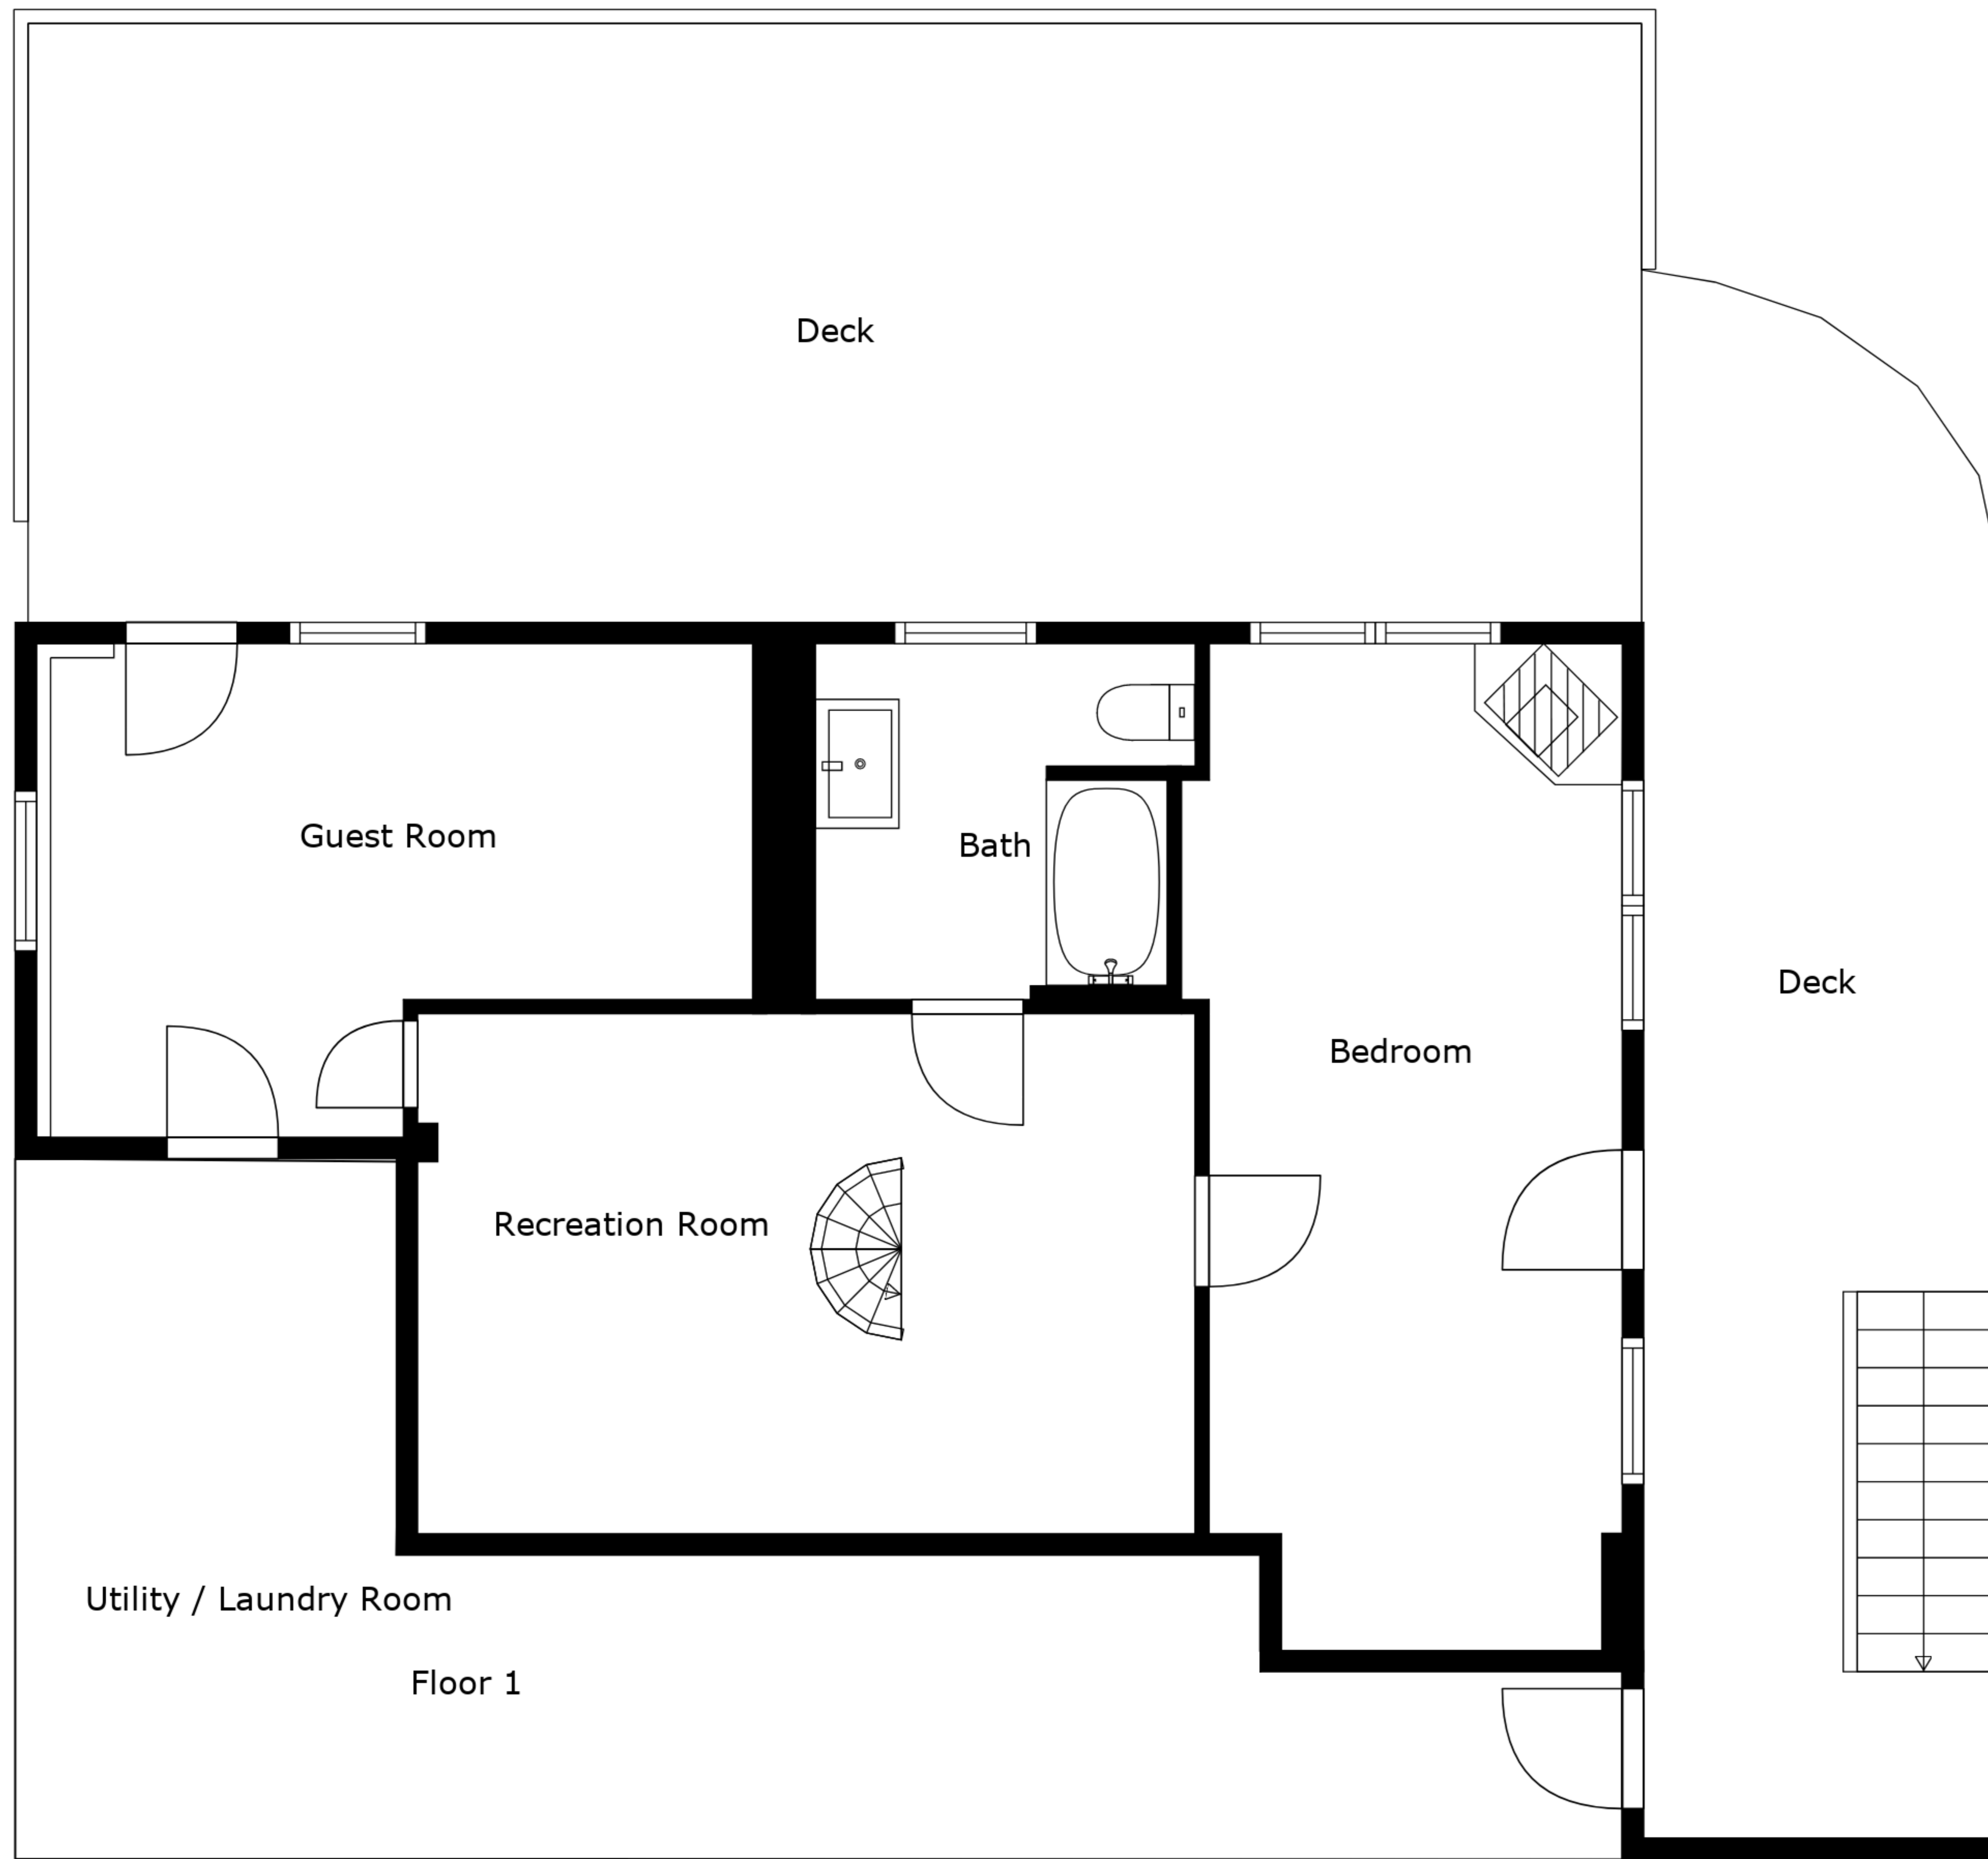 Deck
Guest Room
Bath
Deck
Bedroom
Recreation Room
Utility / Laundry Room
Floor 1